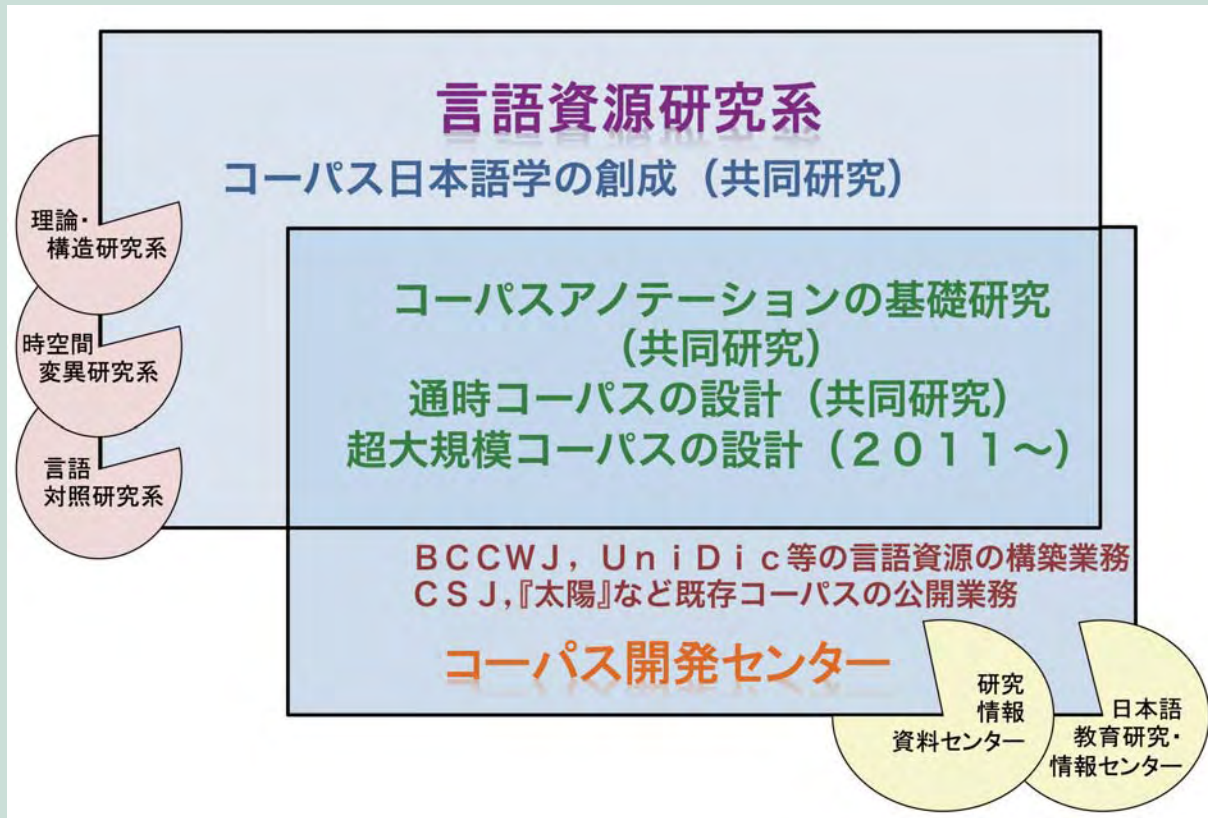 言語資源研究系
コーパス日本語学の創成（共同研究）
理論・
構造研究系
時空間
変異研究系
言語
対照研究系
コーパスアノテーションの基礎研究
（共同研究）
通時コーパスの設計（共同研究）
超大規模コーパスの設計（２０１１～）
ＢＣＣＷＪ，ＵｎｉＤｉｃ等の言語資源の構築業務
ＣＳＪ,『太陽』など既存コーパスの公開業務
コーパス開発センター
研究
情報
資料センター
日本語
教育研究・
情報センター